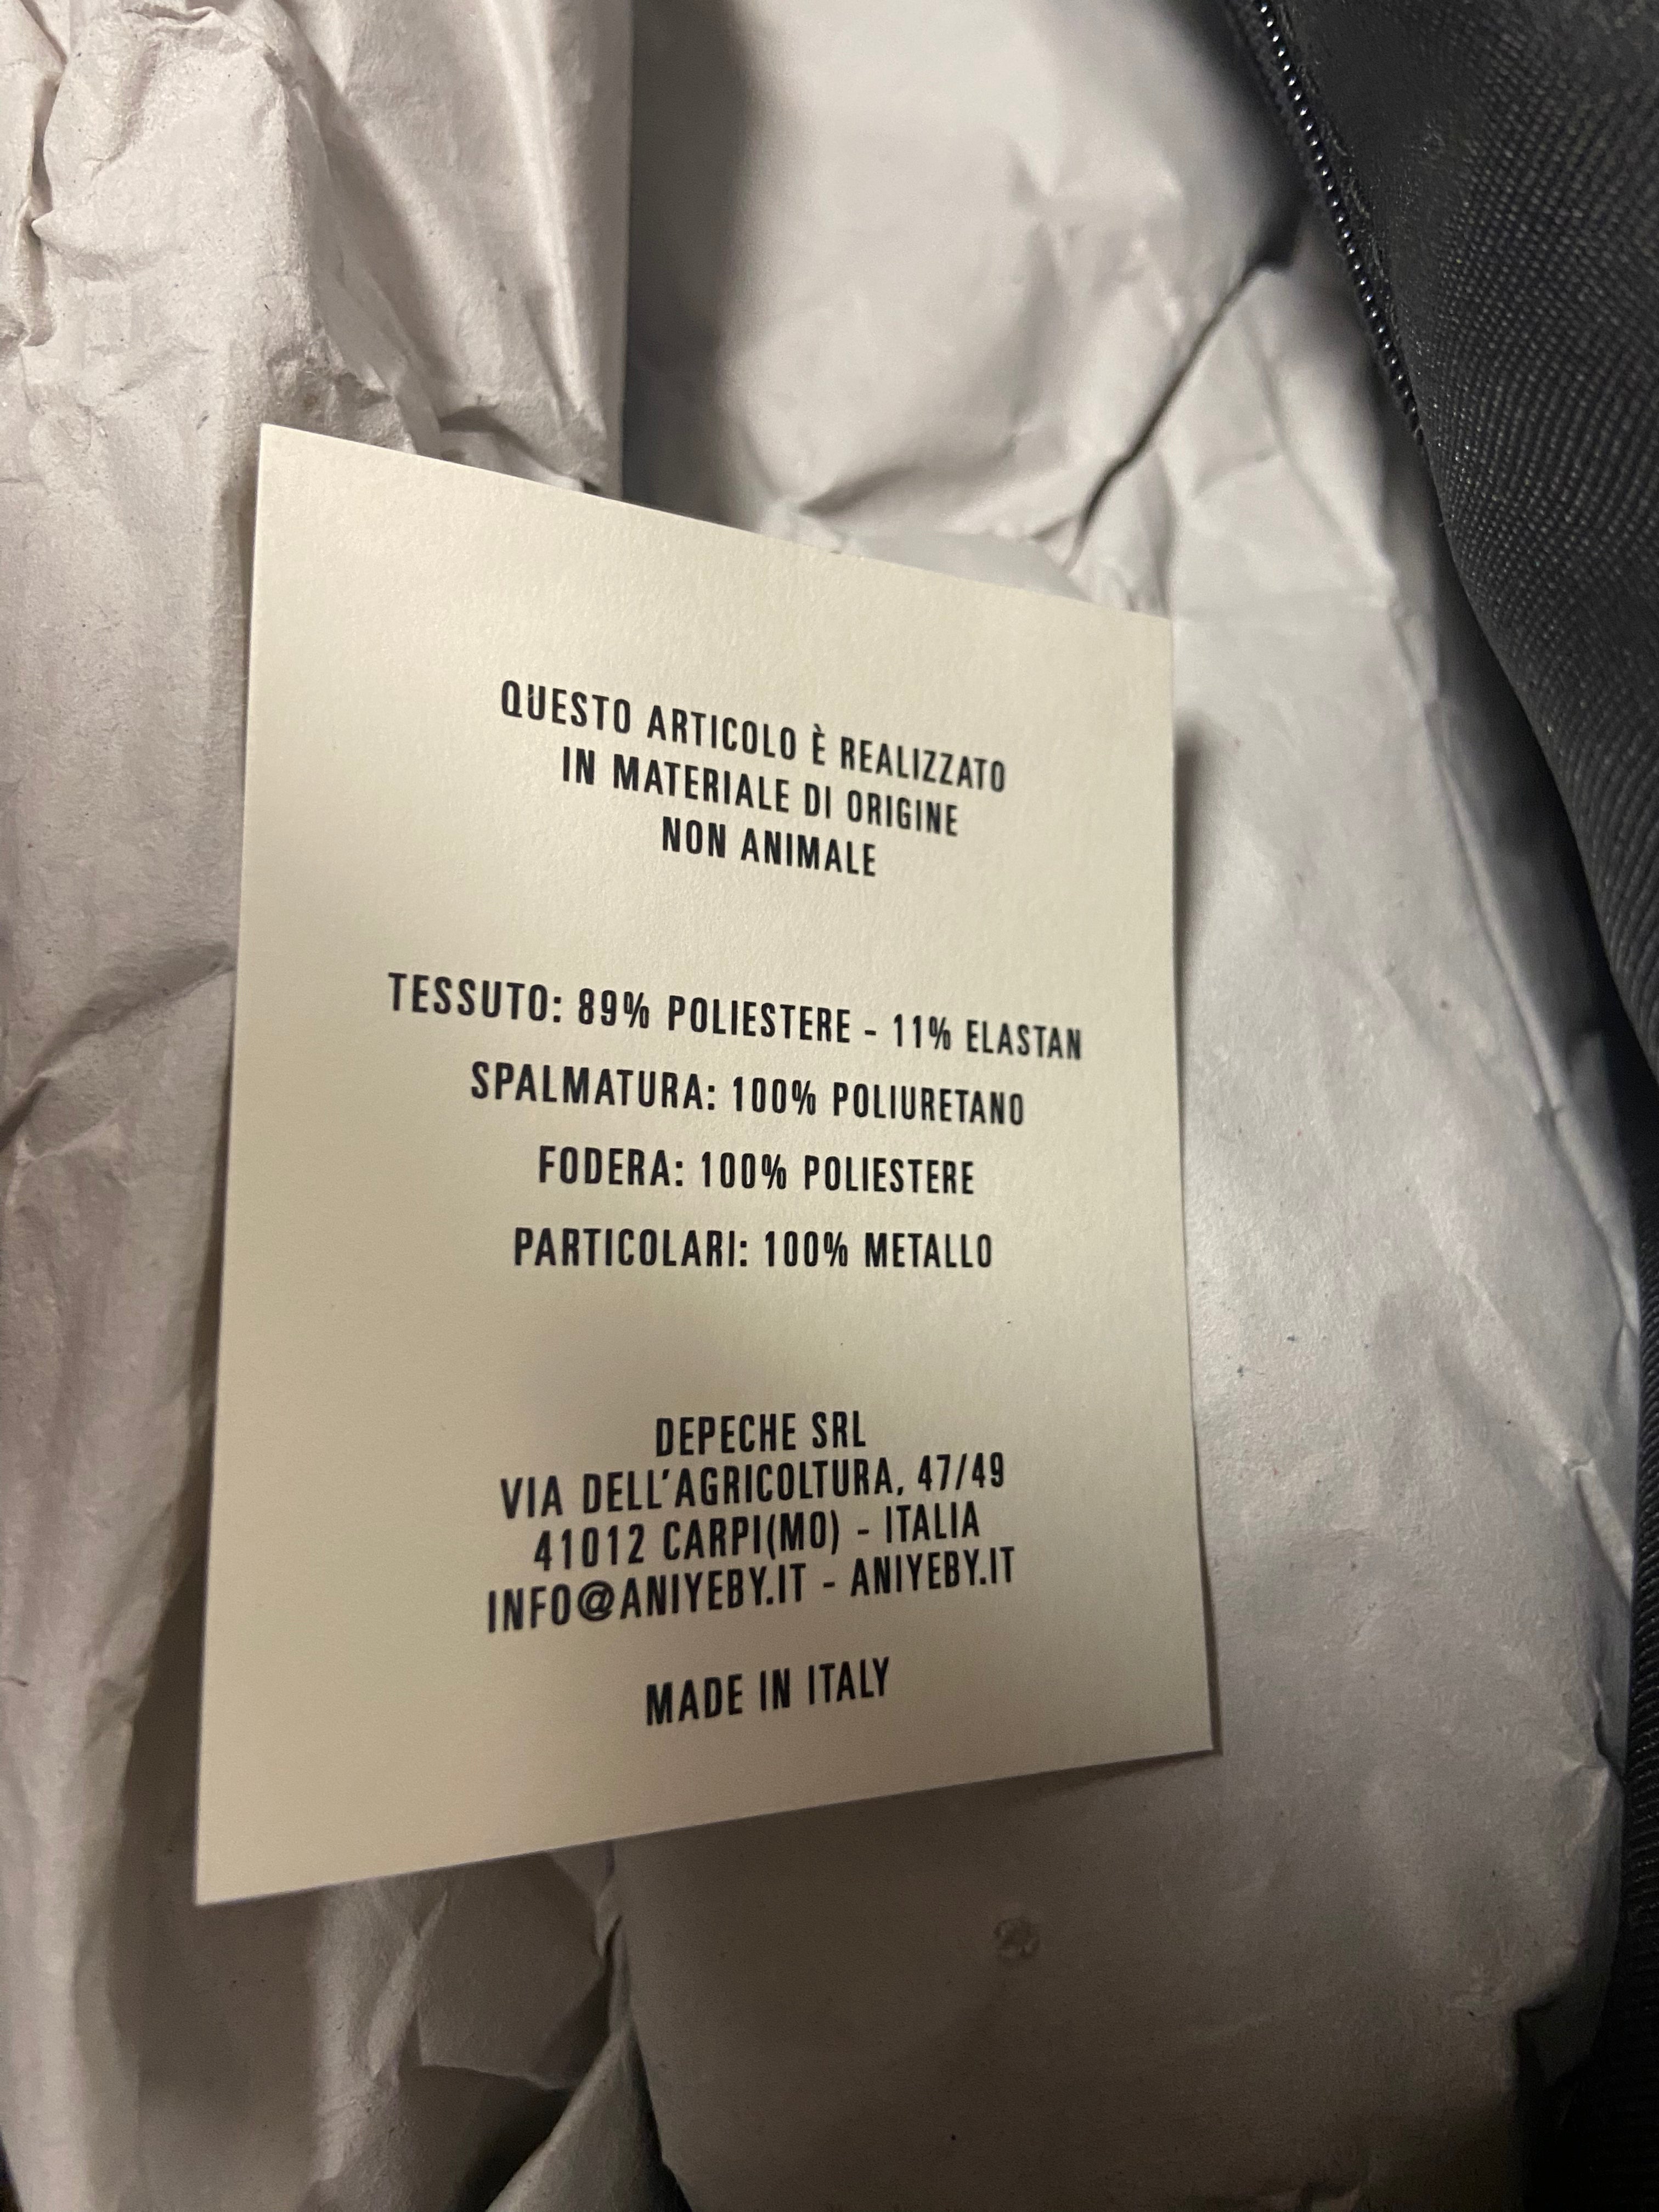 QUESTO ARTICOLO È REALIZZATO
IN MATERIALE DI ORIGINE
NON ANIMALE
TESSUTO: 89% POLIESTERE - 11% ELASTAN
SPALMATURA: 100% POLIURETANO
FODERA: 100% POLIESTERE
PARTICOLARI: 100% METALLO
DEPECHE SRL
VIA DELL'AGRICOLTURA, 47/49
41012 CARPI(MO) - ITALIA
INFO@ANIYEBY.IT - ANIYEBY.IT
MADE IN ITALY